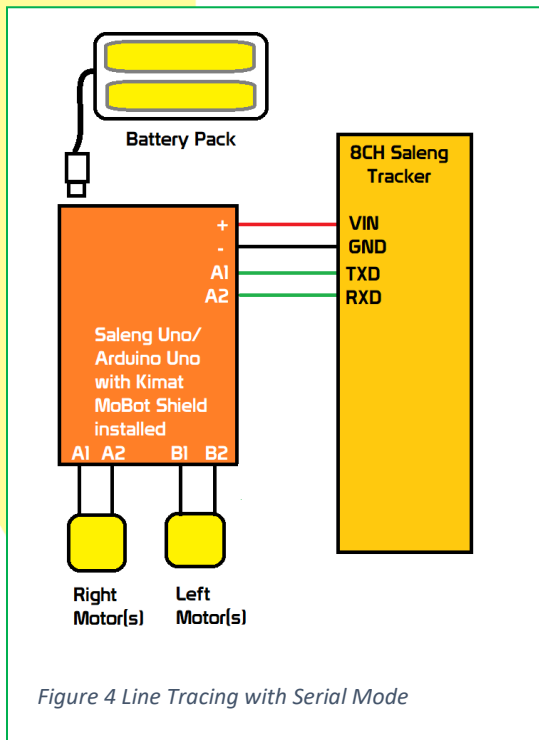 Battery Pack
8CH Saleng
Tracker
+
VIN
-
GND
A1
TXD
A2
RXD
Saleng Uno/
Arduino Uno
with Kimat
MoBot Shield
installed
A1 A2 B1 B2
Right
Motor(s)
Left
Motor(s)
Figure 4 Line Tracing with Serial Mode